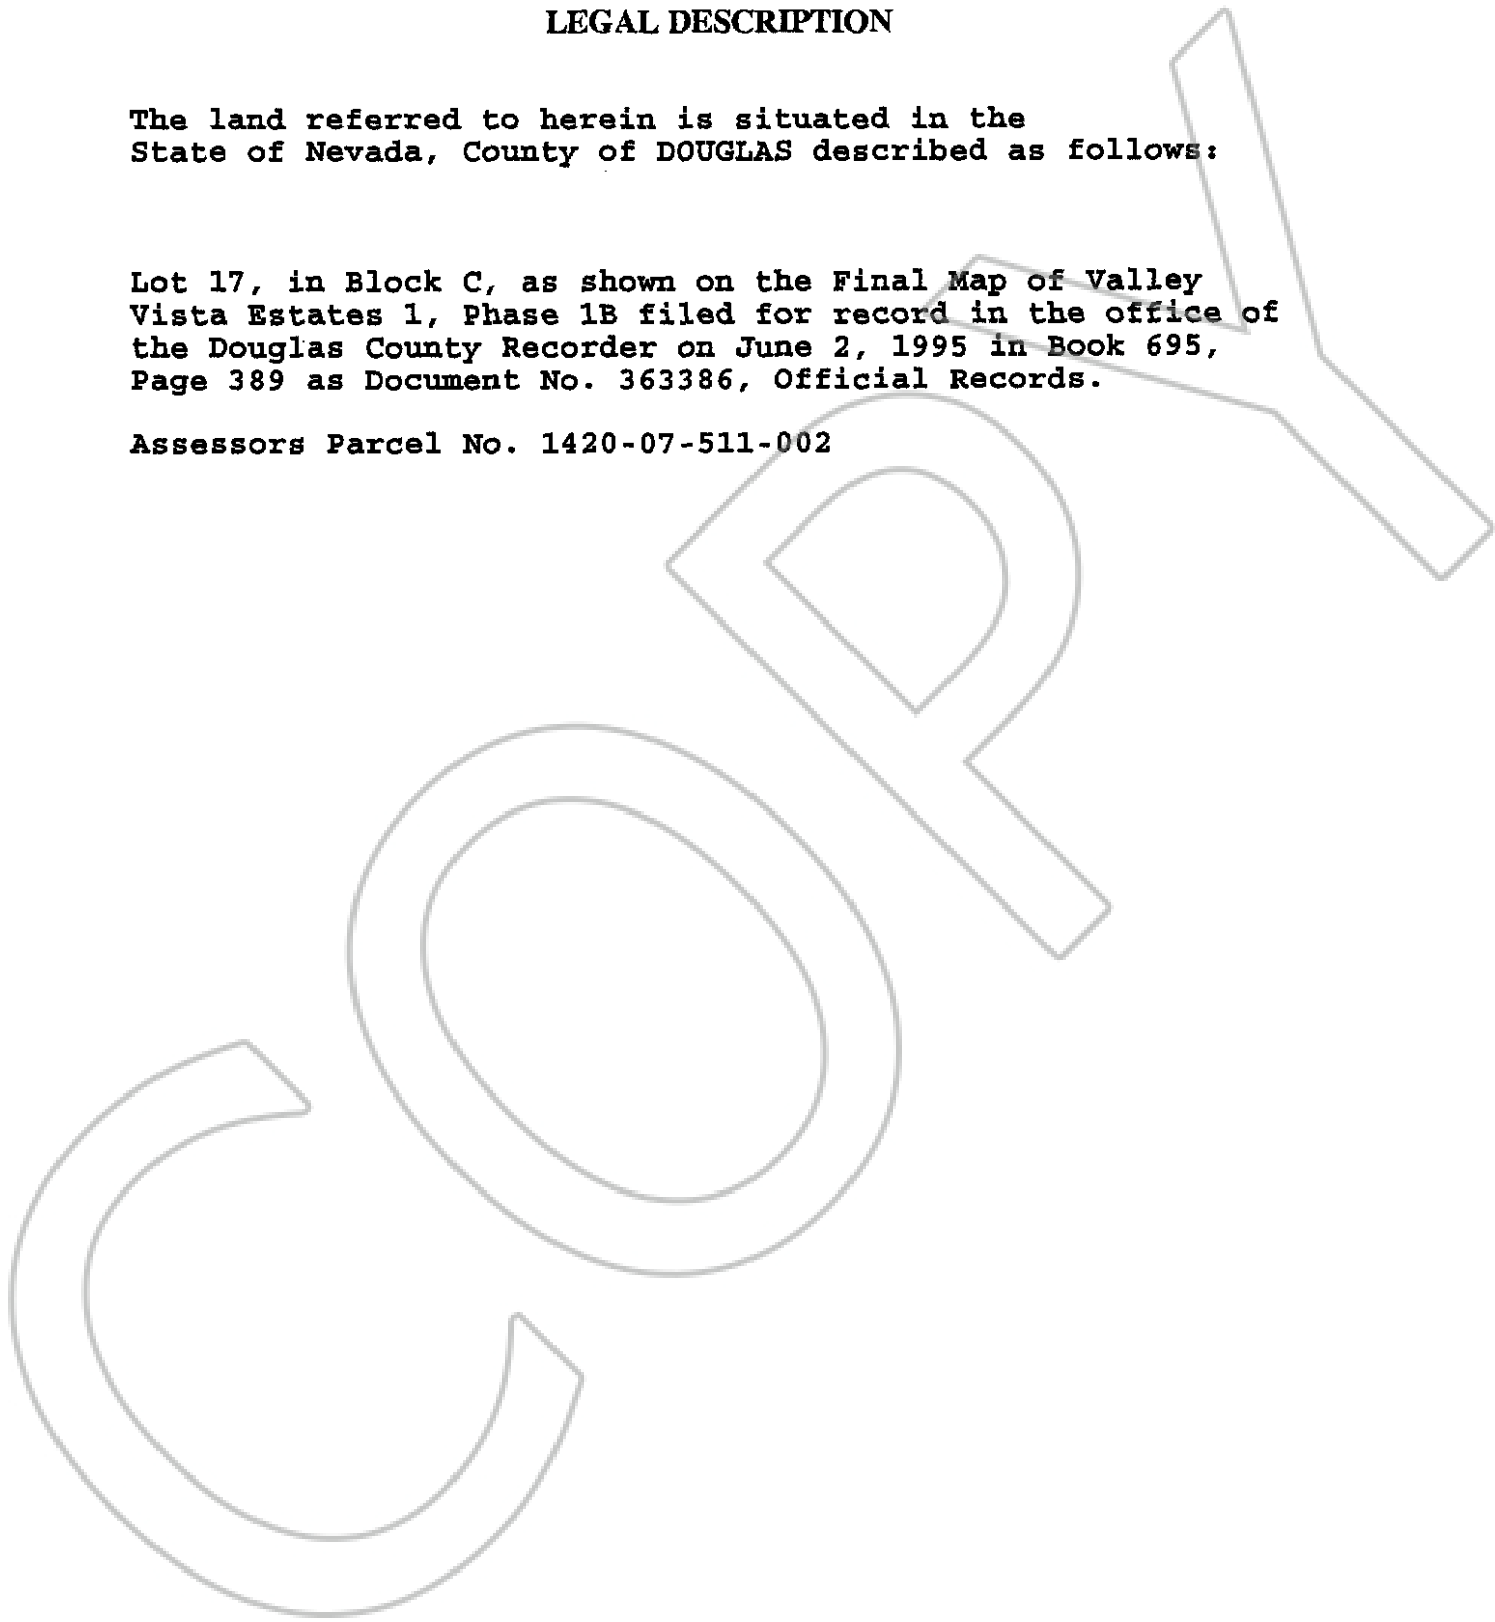 LEGAL DESCRIPTION
The land referred to herein is situated in the
State of Nevada, County of DOUGLAS described as follows:
Lot 17, in Block C, as shown on the Final Map of Valley
Vista Estates 1, Phase 1B filed for record in the office of
the Douglas County Recorder on June 2, 1995 in Book 695,
Page 389 as Document No. 363386, Official Records.
Assessors Parcel No. 1420-07-511-002
COPY